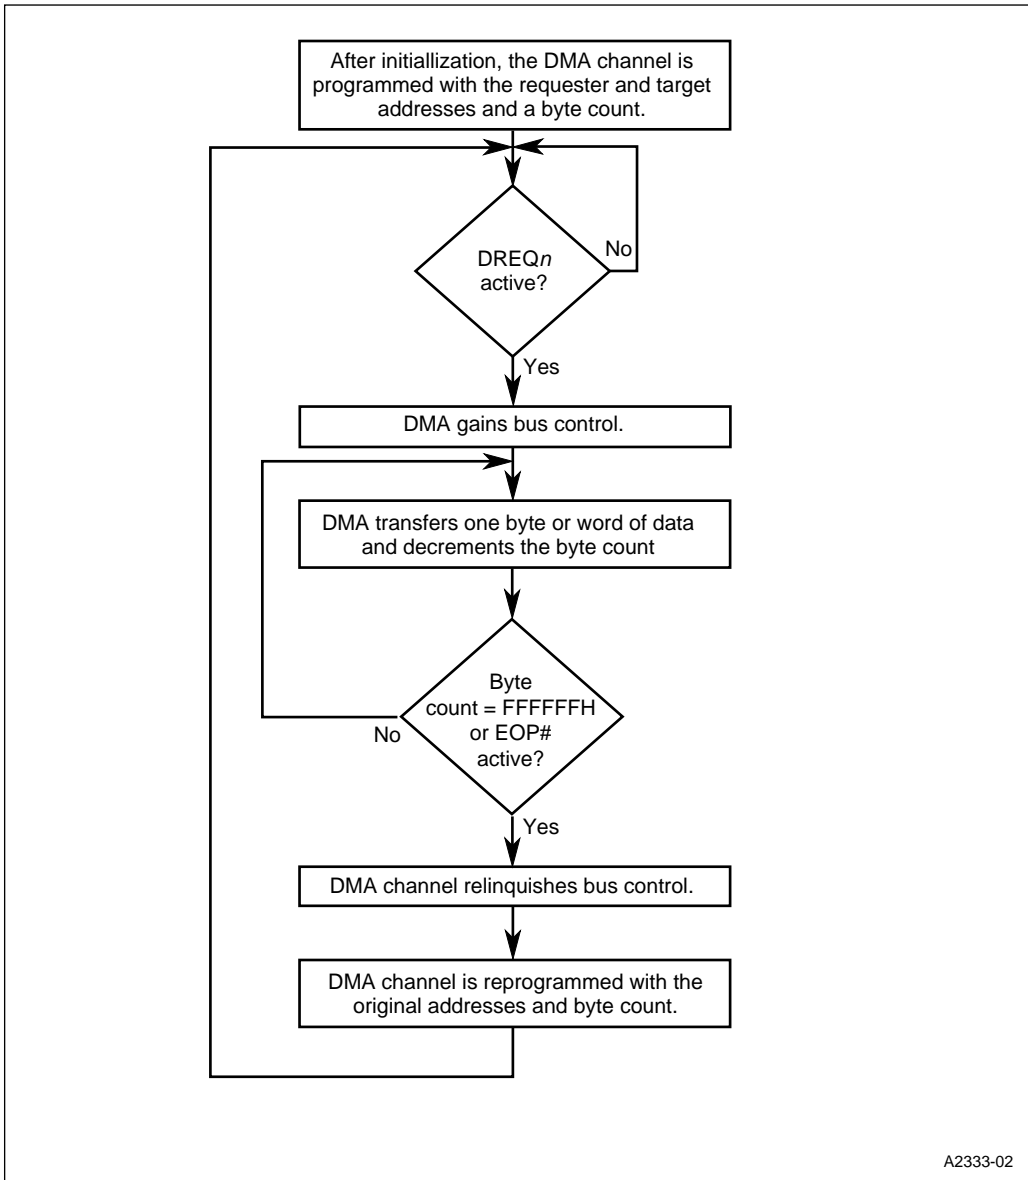 After initiallization, the DMA channel is
programmed with the requester and target
addresses and a byte count.
DREQn
active?
No
Yes
DMA gains bus control.
DMA transfers one byte or word of data
and decrements the byte count
Byte
count = FFFFFFH
or EOP#
active?
No
Yes
DMA channel relinquishes bus control.
DMA channel is reprogrammed with the
original addresses and byte count.
A2333-02